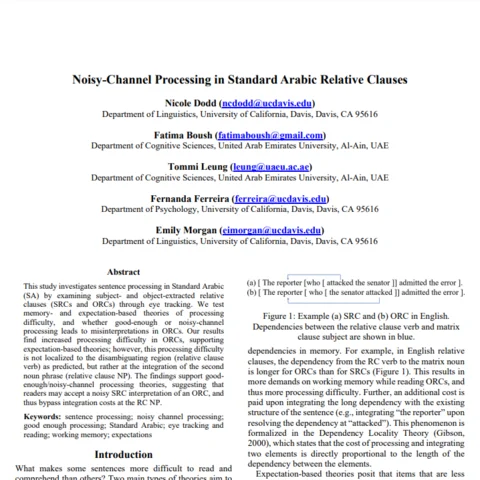 Noisy-Channel Processing in Standard Arabic Relative Clauses
Nicole Dodd (ncdodd@ucdavis.edu)
Department of Linguistics, University of California, Davis, Davis, CA 95616
Fatima Boush (fatimaboush@gmail.com)
Department of Cognitive Sciences, United Arab Emirates University, Al-Ain, UAE
Tommi Leung (leung@uaeu.ac.ae)
Department of Cognitive Sciences, United Arab Emirates University, Al-Ain, UAE
Fernanda Ferreira (ferreira@ucdavis.edu)
Department of Psychology, University of California, Davis, Davis, CA 95616
Emily Morgan (eimorgan@ucdavis.edu)
Department of Linguistics, University of California, Davis, Davis, CA 95616
Abstract
This study investigates sentence processing in Standard Arabic
(SA) by examining subject- and object-extracted relative
clauses (SRCs and ORCs) through eye tracking. We test
memory- and expectation-based theories of processing
difficulty, and whether good-enough or noisy-channel
processing leads to misinterpretations in ORCs. Our results
find increased processing difficulty in ORCs, supporting
expectation-based theories; however, this processing difficulty
is not localized to the disambiguating region (relative clause
verb) as predicted, but rather at the integration of the second
noun phrase (relative clause NP). The findings support good-
enough/noisy-channel processing theories, suggesting that
readers may accept a noisy SRC interpretation of an ORC, and
thus bypass integration costs at the RC NP.
Keywords: sentence processing; noisy channel processing;
good enough processing; Standard Arabic; eye tracking and
reading; working memory; expectations
Introduction
What makes some sentences more difficult to read and
comprehend than others? Two main types of theories aim to
(a) [ The reporter [who [ attacked the senator ]] admitted the error ].
(b) [ The reporter [ who [ the senator attacked ]] admitted the error ].
Figure 1: Example (a) SRC and (b) ORC in English.
Dependencies between the relative clause verb and matrix
clause subject are shown in blue.
dependencies in memory. For example, in English relative
clauses, the dependency from the RC verb to the matrix noun
is longer for ORCs than for SRCs (Figure 1). This results in
more demands on working memory while reading ORCs, and
thus more processing difficulty. Further, an additional cost is
paid upon integrating the long dependency with the existing
structure of the sentence (e.g., integrating "the reporter" upon
resolving the dependency at "attacked"). This phenomenon is
formalized in the Dependency Locality Theory (Gibson,
2000), which states that the cost of processing and integrating
two elements is directly proportional to the length of the
dependency between the elements.
Expectation-based theories posit that items that are less